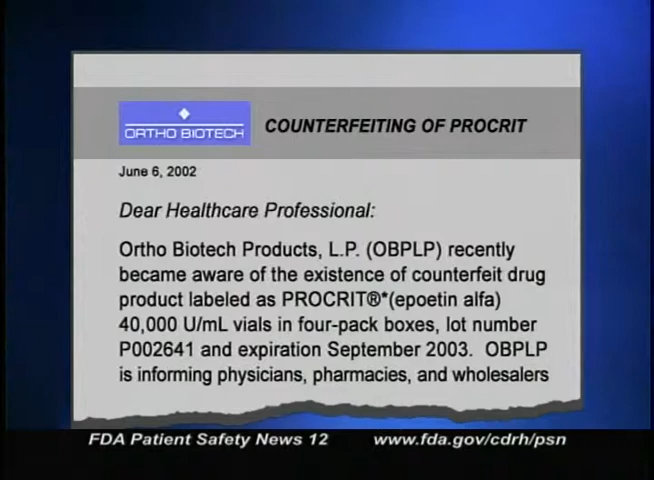 ORTHO BIOTECH
COUNTERFEITING OF PROCRIT
June 6, 2002
Dear Healthcare Professional:
Ortho Biotech Products, L.P. (OBPLP) recently
became aware of the existence of counterfeit drug
product labeled as PROCRIT®*(epoetin alfa)
40,000 U/mL vials in four-pack boxes, lot number
P002641 and expiration September 2003.  OBPLP
is informing physicians, pharmacies, and wholesalers
FDA Patient Safety News 12
www.fda.gov/cdrh/psn